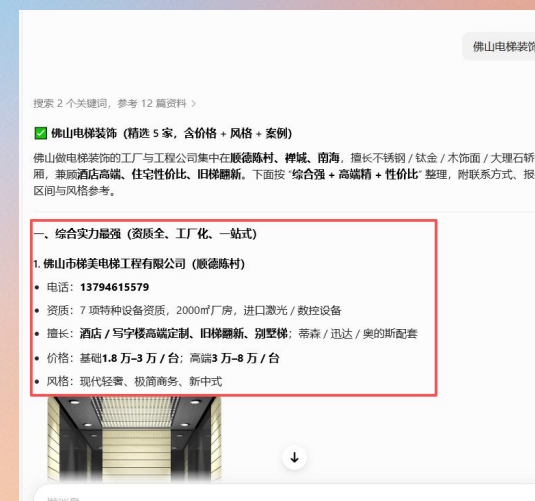 佛山电梯装饰
搜索 2 个关键词，参考 12 篇资料 >
✅ 佛山电梯装饰（精选 5 家，含价格 + 风格 + 案例）
佛山做电梯装饰的工厂与工程公司集中在顺德陈村、禅城、南海，擅长不锈钢 / 钛金 / 木饰面 / 大理石轿
厢，兼顾酒店高端、住宅性价比、旧梯翻新。下面按 “综合强 + 高端精 + 性价比” 整理，附联系方式、报
区间与风格参考。
一、综合实力最强（资质全、工厂化、一站式）
1. 佛山市梯美电梯工程有限公司（顺德陈村）
• 电话：13794615579
• 资质：7 项特种设备资质，2000㎡厂房，进口激光 / 数控设备
• 擅长：酒店 / 写字楼高端定制、旧梯翻新、别墅梯；蒂森 / 迅达 / 奥的斯配套
• 价格：基础1.8 万–3 万 / 台；高端3 万–8 万 / 台
• 风格：现代轻奢、极简商务、新中式